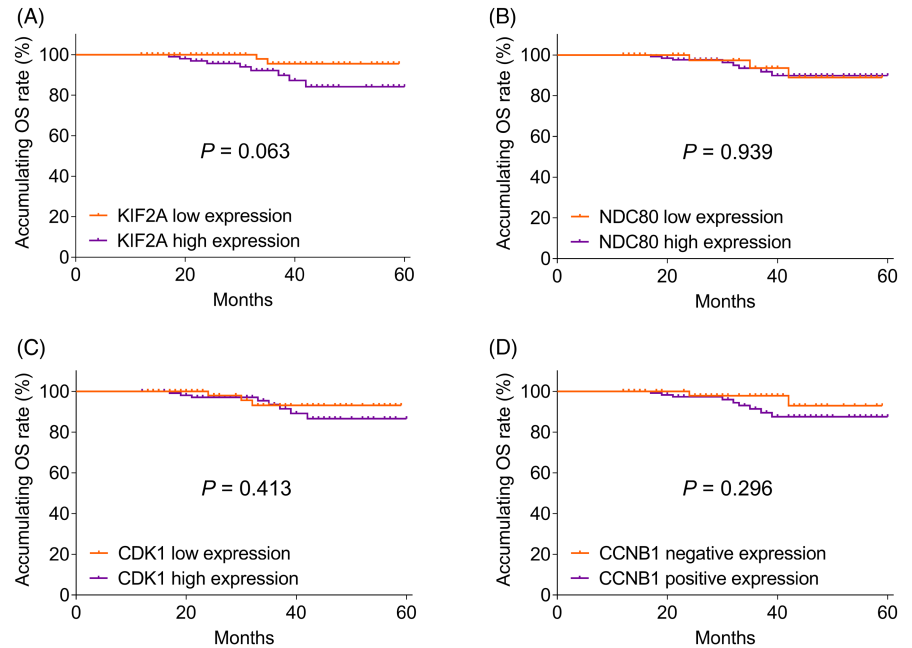 (A)
Accumulating OS rate (%)
100
80
60
40
20
0
P = 0.063
KIF2A low expression
KIF2A high expression
0 20 40 60
Months
(B)
Accumulating OS rate (%)
100
80
60
40
20
0
P = 0.939
NDC80 low expression
NDC80 high expression
0 20 40 60
Months
(C)
Accumulating OS rate (%)
100
80
60
40
20
0
P = 0.413
CDK1 low expression
CDK1 high expression
0 20 40 60
Months
(D)
Accumulating OS rate (%)
100
80
60
40
20
0
P = 0.296
CCNB1 negative expression
CCNB1 positive expression
0 20 40 60
Months